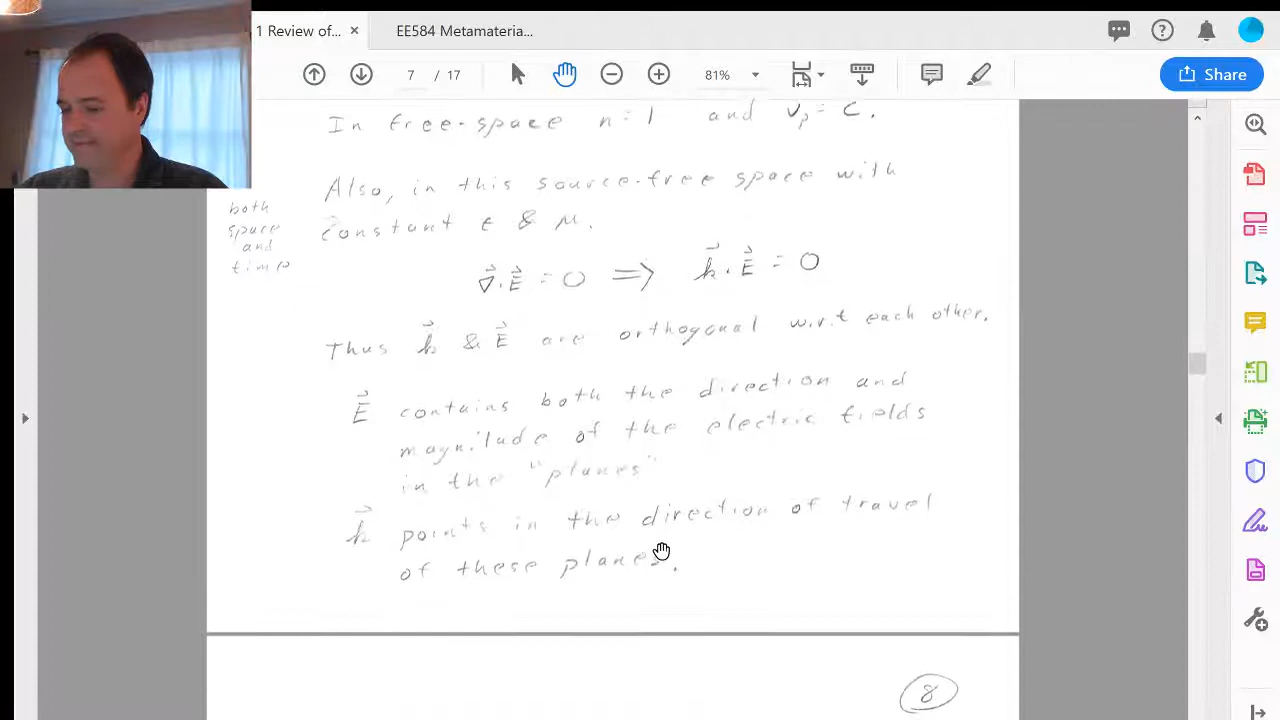 1 Review of...
EE584 Metamateria...
7 / 17
81%
Share
In free-space n=1 and vₚ = c.
Also, in this source-free space with
constant ε & μ.
both
space
and
time
∇⃗·E⃗ = 0 ⟹ k⃗·E⃗ = 0
Thus k⃗ & E⃗ are orthogonal w.r.t each other.
E⃗ contains both the direction and
magnitude of the electric fields
in the "planes"
k⃗ points in the direction of travel
of these planes.
8